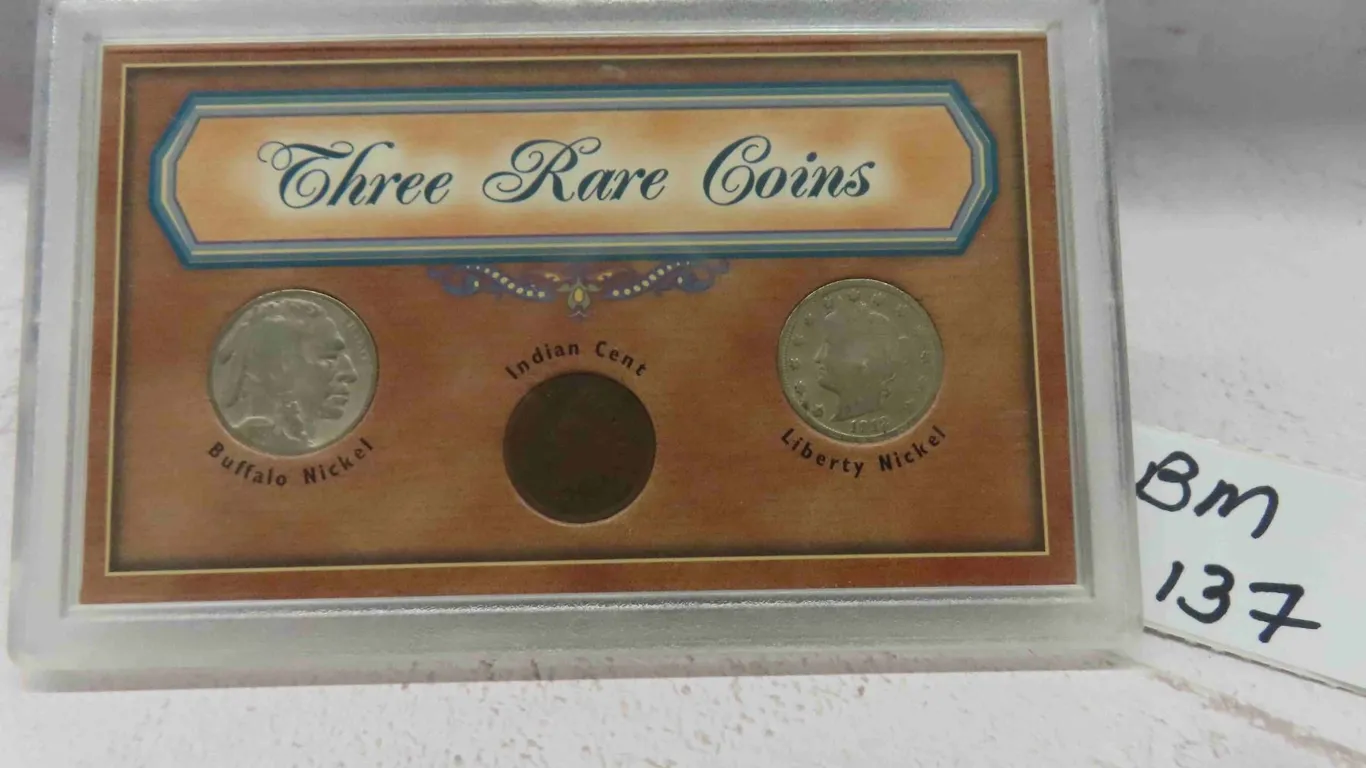 Three Rare Coins
Indian Cent
Buffalo Nickel
Liberty Nickel
BM
137